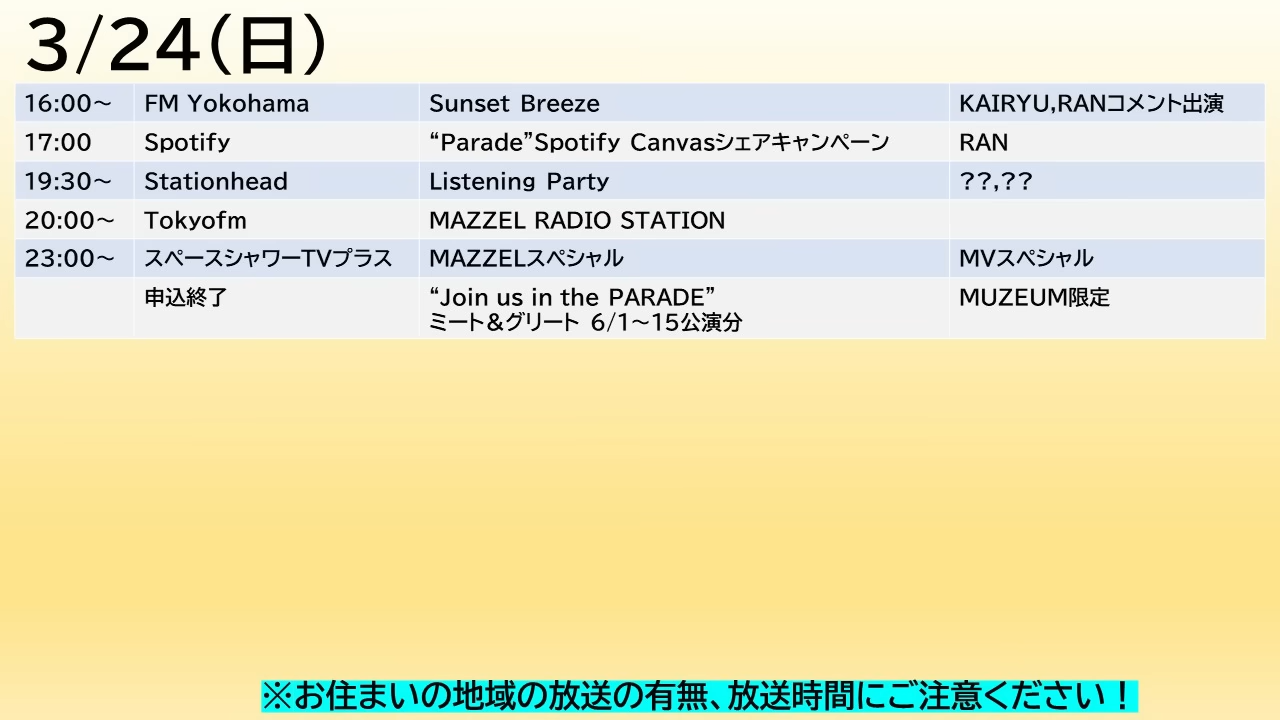 3/24(日)
16:00～ FM Yokohama Sunset Breeze KAIRYU,RANコメント出演
17:00 Spotify “Parade”Spotify Canvasシェアキャンペーン RAN
19:30～ Stationhead Listening Party ??,??
20:00～ Tokyofm MAZZEL RADIO STATION
23:00～ スペースシャワーTVプラス MAZZELスペシャル MVスペシャル
申込終了 “Join us in the PARADE” MUZEUM限定
ミート＆グリート 6/1～15公演分
※お住まいの地域の放送の有無、放送時間にご注意ください！